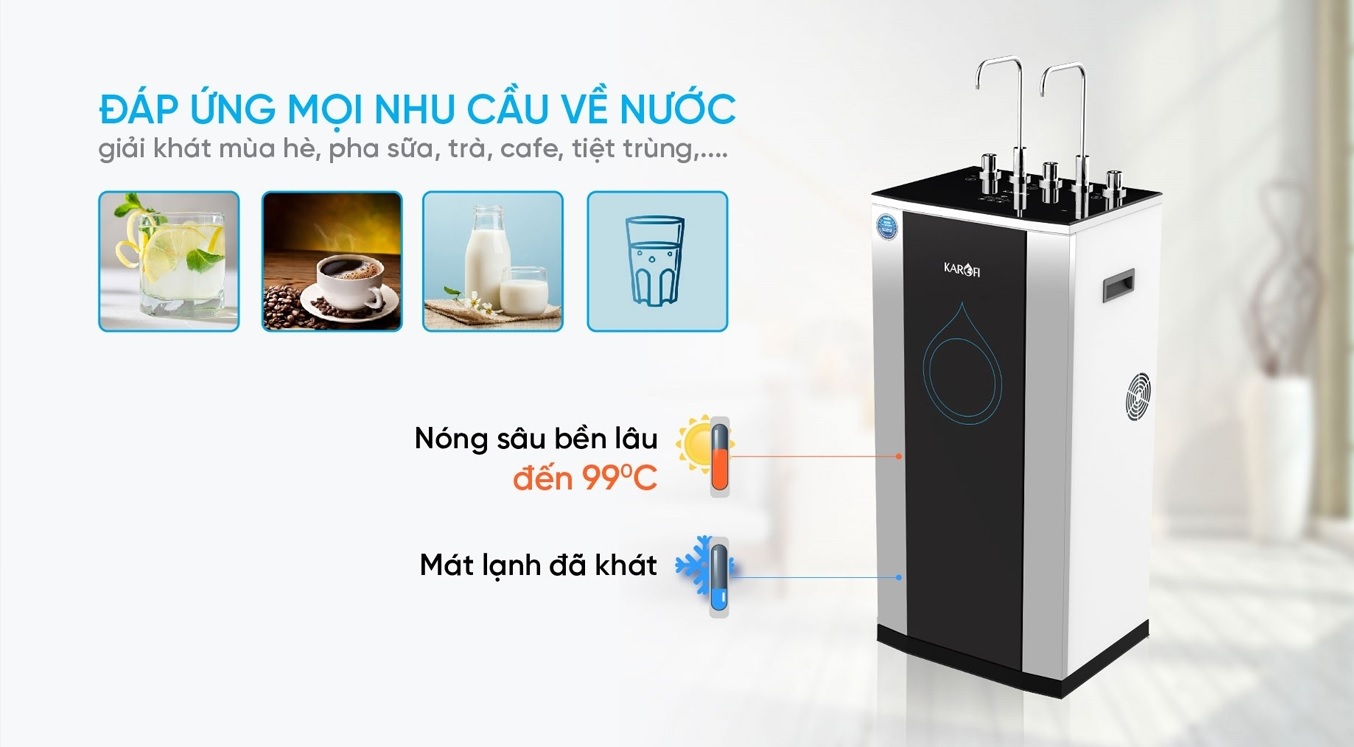 ĐÁP ỨNG MỌI NHU CẦU VỀ NƯỚC
giải khát mùa hè, pha sữa, trà, cafe, tiệt trùng,....
KAROFI
Nóng sâu bền lâu
đến 99⁰C
Mát lạnh đã khát